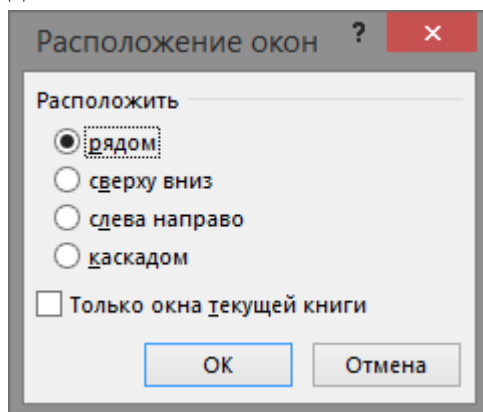 Расположение окон ?
Расположить
рядом
сверху вниз
слева направо
каскадом
Только окна текущей книги
ОК Отмена